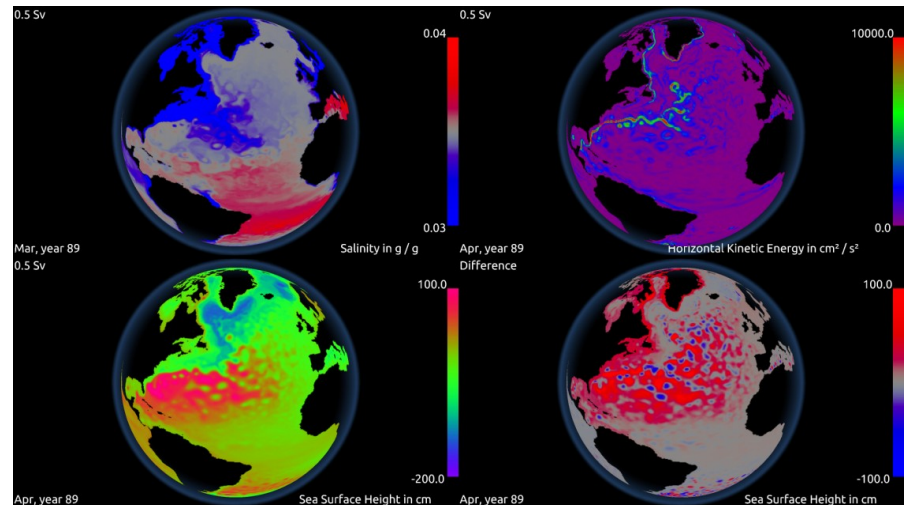 0.5 Sv
0.04
0.03
Mar, year 89
Salinity in g / g
0.5 Sv
10000.0
0.0
Apr, year 89
Horizontal Kinetic Energy in cm² / s²
0.5 Sv
100.0
-200.0
Apr, year 89
Sea Surface Height in cm
Difference
100.0
-100.0
Apr, year 89
Sea Surface Height in cm